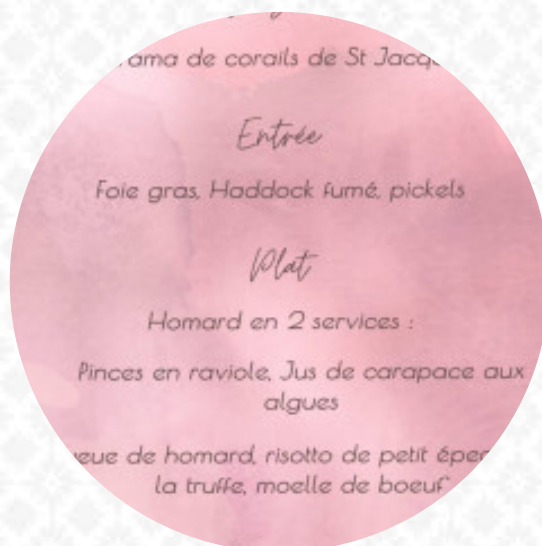 de corails de St
Entrée
Foie gras, Haddock fumé, pickels
Plat
Homard en 2 services :
Pinces en raviole, Jus de carapace aux
algues
de homard, risotto de petit
la truffe, moelle de boeuf